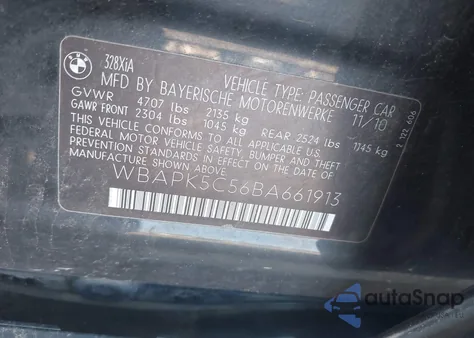 BMW
328XiA
VEHICLE TYPE: PASSENGER CAR
MFD BY BAYERISCHE MOTORENWERKE 11/10
GVWR 4707 lbs 2135 kg
GAWR FRONT 2304 lbs 1045 kg REAR 2524 lbs 1145 kg
THIS VEHICLE CONFORMS TO ALL APPLICABLE
FEDERAL MOTOR VEHICLE SAFETY, BUMPER AND THEFT
PREVENTION STANDARDS IN EFFECT ON THE DATE OF
MANUFACTURE SHOWN ABOVE.
WBAPK5C56BA661913
autoSnap